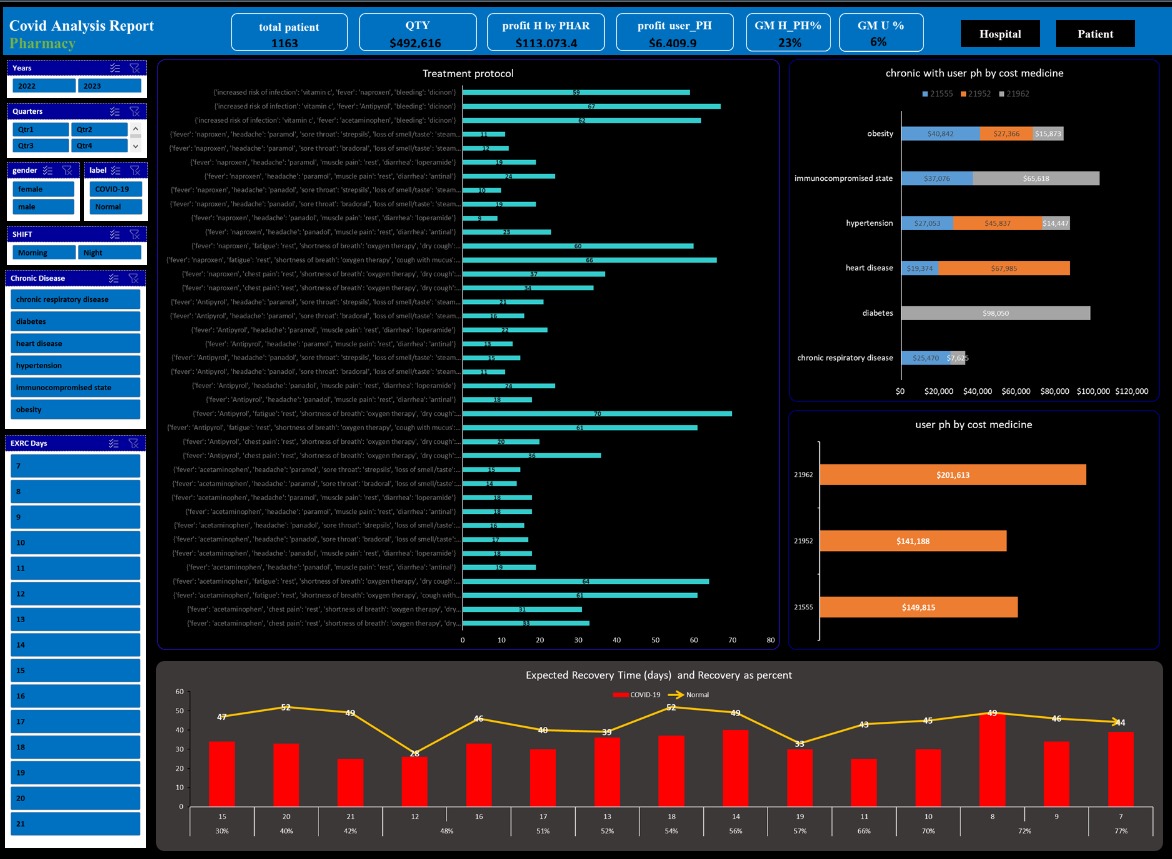 Covid Analysis Report
Pharmacy
total patient
1163
QTY
$492,616
profit H by PHAR
$113,073.4
profit user_PH
$6,409.9
GM H_PH%
23%
GM U %
6%
Hospital
Patient
Years
2022 2023
Quarters
Qtr1 Qtr2
Qtr3 Qtr4
gender
female
male
label
COVID-19
Normal
SHIFT
Morning Night
Chronic Disease
chronic respiratory disease
diabetes
heart disease
hypertension
immunocompromised state
obesity
EXRC Days
7
8
9
10
11
12
13
14
15
16
17
18
19
20
21
Treatment protocol
{'increased risk of infection': 'vitamin c', 'fever': 'naproxen', 'bleeding': 'dicinon'}
{'increased risk of infection': 'vitamin c', 'fever': 'Antipyrol', 'bleeding': 'dicinon'} 67
{'increased risk of infection': 'vitamin c', 'fever': 'acetaminophen', 'bleeding': 'dicinon'} 62
{'fever': 'naproxen', 'headache': 'paramol', 'sore throat': 'strepsils', 'loss of smell/taste': 'steam... 11
{'fever': 'naproxen', 'headache': 'paramol', 'sore throat': 'bradoral', 'loss of smell/taste': 'steam... 12
{'fever': 'naproxen', 'headache': 'paramol', 'muscle pain': 'rest', 'diarrhea': 'loperamide'} 19
{'fever': 'naproxen', 'headache': 'paramol', 'muscle pain': 'rest', 'diarrhea': 'antinal'} 24
{'fever': 'naproxen', 'headache': 'panadol', 'sore throat': 'strepsils', 'loss of smell/taste': 'steam... 10
{'fever': 'naproxen', 'headache': 'panadol', 'sore throat': 'bradoral', 'loss of smell/taste': 'steam... 19
{'fever': 'naproxen', 'headache': 'panadol', 'muscle pain': 'rest', 'diarrhea': 'loperamide'} 9
{'fever': 'naproxen', 'headache': 'panadol', 'muscle pain': 'rest', 'diarrhea': 'antinal'} 23
{'fever': 'naproxen', 'fatigue': 'rest', 'shortness of breath': 'oxygen therapy', 'dry cough':... 60
{'fever': 'naproxen', 'fatigue': 'rest', 'shortness of breath': 'oxygen therapy', 'cough with mucus':... 66
{'fever': 'naproxen', 'chest pain': 'rest', 'shortness of breath': 'oxygen therapy', 'dry cough':... 37
{'fever': 'naproxen', 'chest pain': 'rest', 'shortness of breath': 'oxygen therapy', 'dry cough':... 34
{'fever': 'Antipyrol', 'headache': 'paramol', 'sore throat': 'strepsils', 'loss of smell/taste': 'steam... 21
{'fever': 'Antipyrol', 'headache': 'paramol', 'sore throat': 'bradoral', 'loss of smell/taste': 'steam... 16
{'fever': 'Antipyrol', 'headache': 'paramol', 'muscle pain': 'rest', 'diarrhea': 'loperamide'} 22
{'fever': 'Antipyrol', 'headache': 'paramol', 'muscle pain': 'rest', 'diarrhea': 'antinal'} 13
{'fever': 'Antipyrol', 'headache': 'panadol', 'sore throat': 'strepsils', 'loss of smell/taste': 'steam... 15
{'fever': 'Antipyrol', 'headache': 'panadol', 'sore throat': 'bradoral', 'loss of smell/taste': 'steam... 11
{'fever': 'Antipyrol', 'headache': 'panadol', 'muscle pain': 'rest', 'diarrhea': 'loperamide'} 24
{'fever': 'Antipyrol', 'headache': 'panadol', 'muscle pain': 'rest', 'diarrhea': 'antinal'} 18
{'fever': 'Antipyrol', 'fatigue': 'rest', 'shortness of breath': 'oxygen therapy', 'dry cough':... 70
{'fever': 'Antipyrol', 'fatigue': 'rest', 'shortness of breath': 'oxygen therapy', 'cough with mucus':... 61
{'fever': 'Antipyrol', 'chest pain': 'rest', 'shortness of breath': 'oxygen therapy', 'dry cough':... 20
{'fever': 'Antipyrol', 'chest pain': 'rest', 'shortness of breath': 'oxygen therapy', 'dry cough':... 36
{'fever': 'acetaminophen', 'headache': 'paramol', 'sore throat': 'strepsils', 'loss of smell/taste':... 15
{'fever': 'acetaminophen', 'headache': 'paramol', 'sore throat': 'bradoral', 'loss of smell/taste':... 14
{'fever': 'acetaminophen', 'headache': 'paramol', 'muscle pain': 'rest', 'diarrhea': 'loperamide'} 18
{'fever': 'acetaminophen', 'headache': 'paramol', 'muscle pain': 'rest', 'diarrhea': 'antinal'} 18
{'fever': 'acetaminophen', 'headache': 'panadol', 'sore throat': 'strepsils', 'loss of smell/taste':... 16
{'fever': 'acetaminophen', 'headache': 'panadol', 'sore throat': 'bradoral', 'loss of smell/taste':... 17
{'fever': 'acetaminophen', 'headache': 'panadol', 'muscle pain': 'rest', 'diarrhea': 'loperamide'} 18
{'fever': 'acetaminophen', 'headache': 'panadol', 'muscle pain': 'rest', 'diarrhea': 'antinal'} 19
{'fever': 'acetaminophen', 'fatigue': 'rest', 'shortness of breath': 'oxygen therapy', 'dry cough':... 64
{'fever': 'acetaminophen', 'fatigue': 'rest', 'shortness of breath': 'oxygen therapy', 'cough with... 61
{'fever': 'acetaminophen', 'chest pain': 'rest', 'shortness of breath': 'oxygen therapy', 'dry... 31
{'fever': 'acetaminophen', 'chest pain': 'rest', 'shortness of breath': 'oxygen therapy', 'dry... 33
0 10 20 30 40 50 60 70 80
chronic with user ph by cost medicine
21555 21952 21962
obesity $40,842 $27,366 $15,873
immunocompromised state $37,076 $65,618
hypertension $27,053 $45,837 $14,447
heart disease $19,374 $67,985
diabetes $98,050
chronic respiratory disease $25,470 $7,625
$0 $20,000 $40,000 $60,000 $80,000 $100,000 $120,000
user ph by cost medicine
21962 $201,613
21952 $141,188
21555 $149,815
Expected Recovery Time (days) and Recovery as percent
COVID-19 Normal
60
50
40
30
20
10
0
47 52 49 28 46 40 39 52 49 33 43 45 49 46 44
15 20 21 12 16 17 13 18 14 19 11 10 8 9 7
30% 40% 42% 48% 51% 52% 54% 56% 57% 66% 70% 72% 77%